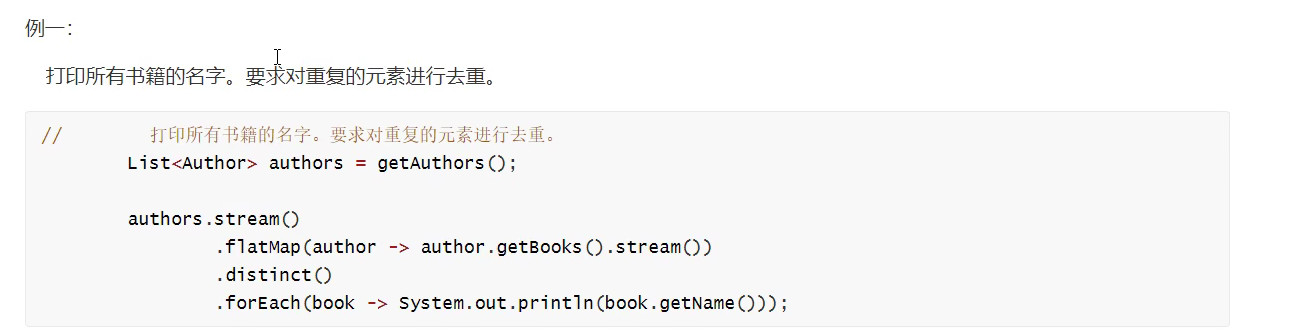 例一：
打印所有书籍的名字。要求对重复的元素进行去重。
//        打印所有书籍的名字。要求对重复的元素进行去重。
        List<Author> authors = getAuthors();
        authors.stream()
                .flatMap(author -> author.getBooks().stream())
                .distinct()
                .forEach(book -> System.out.println(book.getName()));